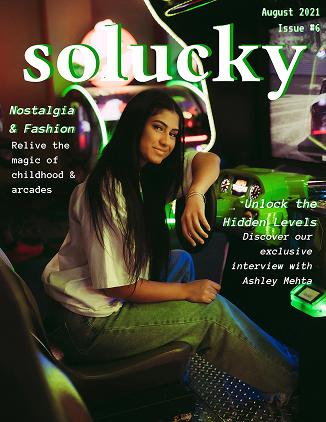 August 2021
Issue #6
solucky
Nostalgia
& Fashion
Relive the
magic of
childhood &
arcades
Unlock the
Hidden Levels
Discover our
exclusive
interview with
Ashley Mehta